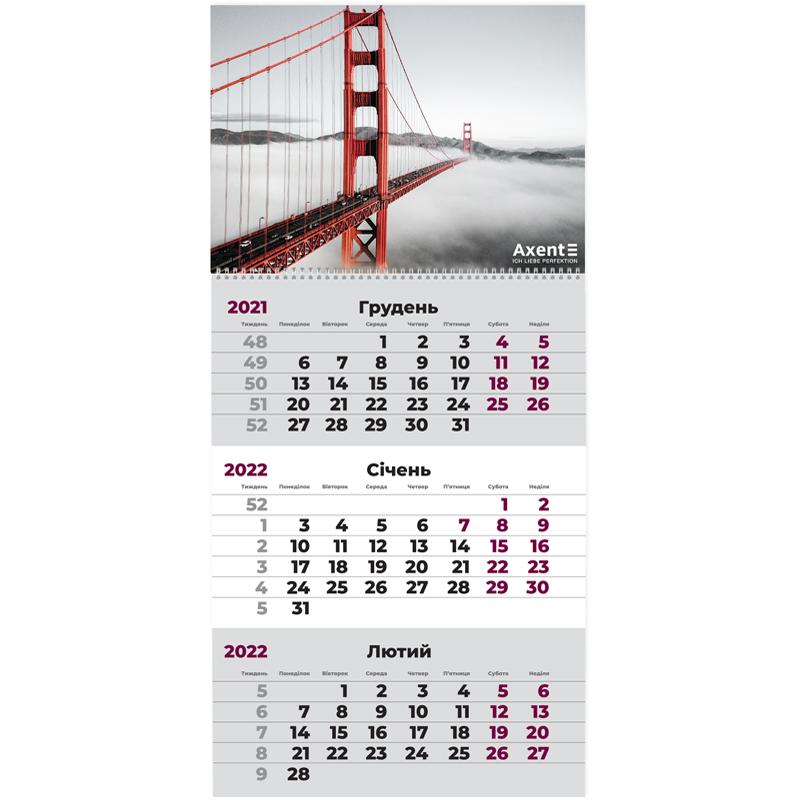 Axent
ICH LIEBE PERFEKTION
2021 Грудень
Тиждень Понеділок Вівторок Середа Четвер П'ятниця Субота Неділя
48 1 2 3 4 5
49 6 7 8 9 10 11 12
50 13 14 15 16 17 18 19
51 20 21 22 23 24 25 26
52 27 28 29 30 31
2022 Січень
Тиждень Понеділок Вівторок Середа Четвер П'ятниця Субота Неділя
52 1 2
1 3 4 5 6 7 8 9
2 10 11 12 13 14 15 16
3 17 18 19 20 21 22 23
4 24 25 26 27 28 29 30
5 31
2022 Лютий
Тиждень Понеділок Вівторок Середа Четвер П'ятниця Субота Неділя
5 1 2 3 4 5 6
6 7 8 9 10 11 12 13
7 14 15 16 17 18 19 20
8 21 22 23 24 25 26 27
9 28